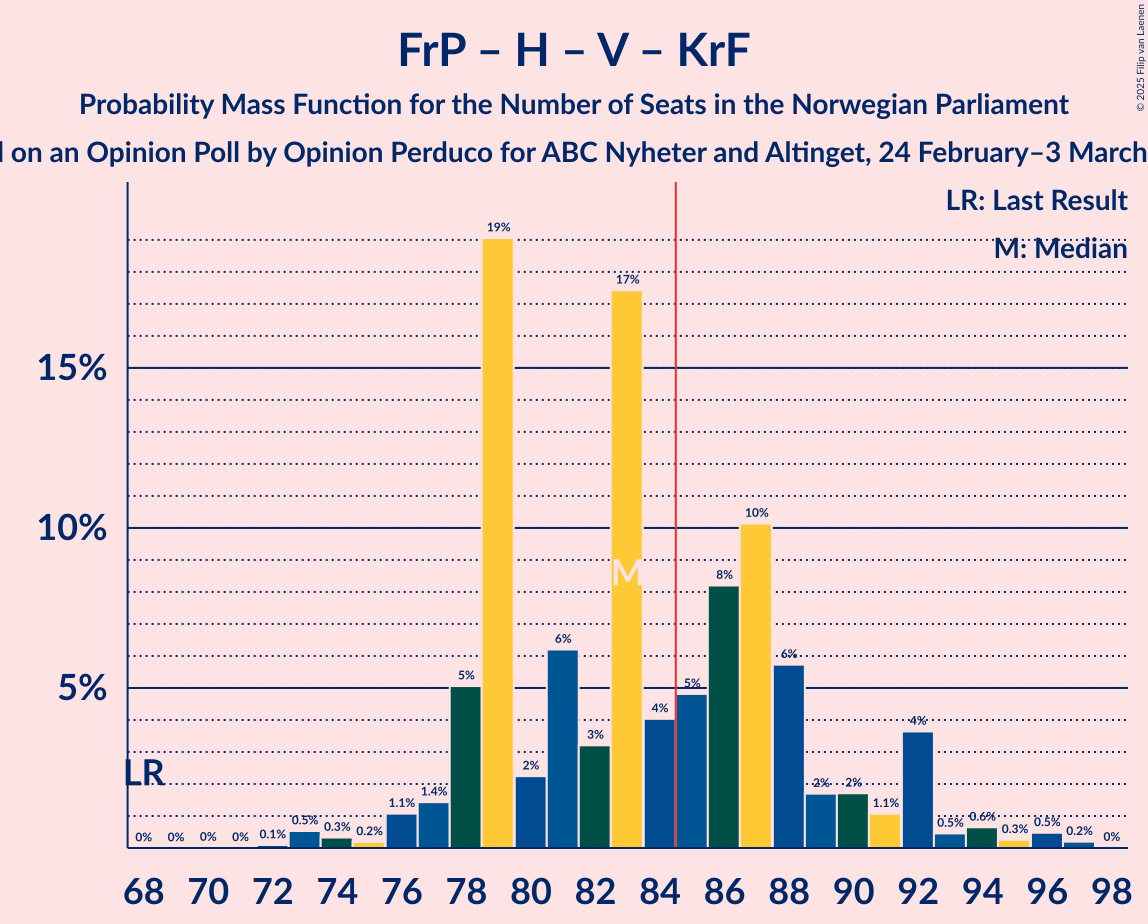 FrP – H – V – KrF
Probability Mass Function for the Number of Seats in the Norwegian Parliament
on an Opinion Poll by Opinion Perduco for ABC Nyheter and Altinget, 24 February–3 March
© 2025 Filip van Laenen
LR: Last Result
M: Median
15%
10%
5%
LR
M
0% 0% 0% 0% 0.1% 0.5% 0.3% 0.2% 1.1% 1.4% 5% 19% 2% 6% 3% 17% 4% 5% 8% 10% 6% 2% 2% 1.1% 4% 0.5% 0.6% 0.3% 0.5% 0.2% 0%
68 70 72 74 76 78 80 82 84 86 88 90 92 94 96 98